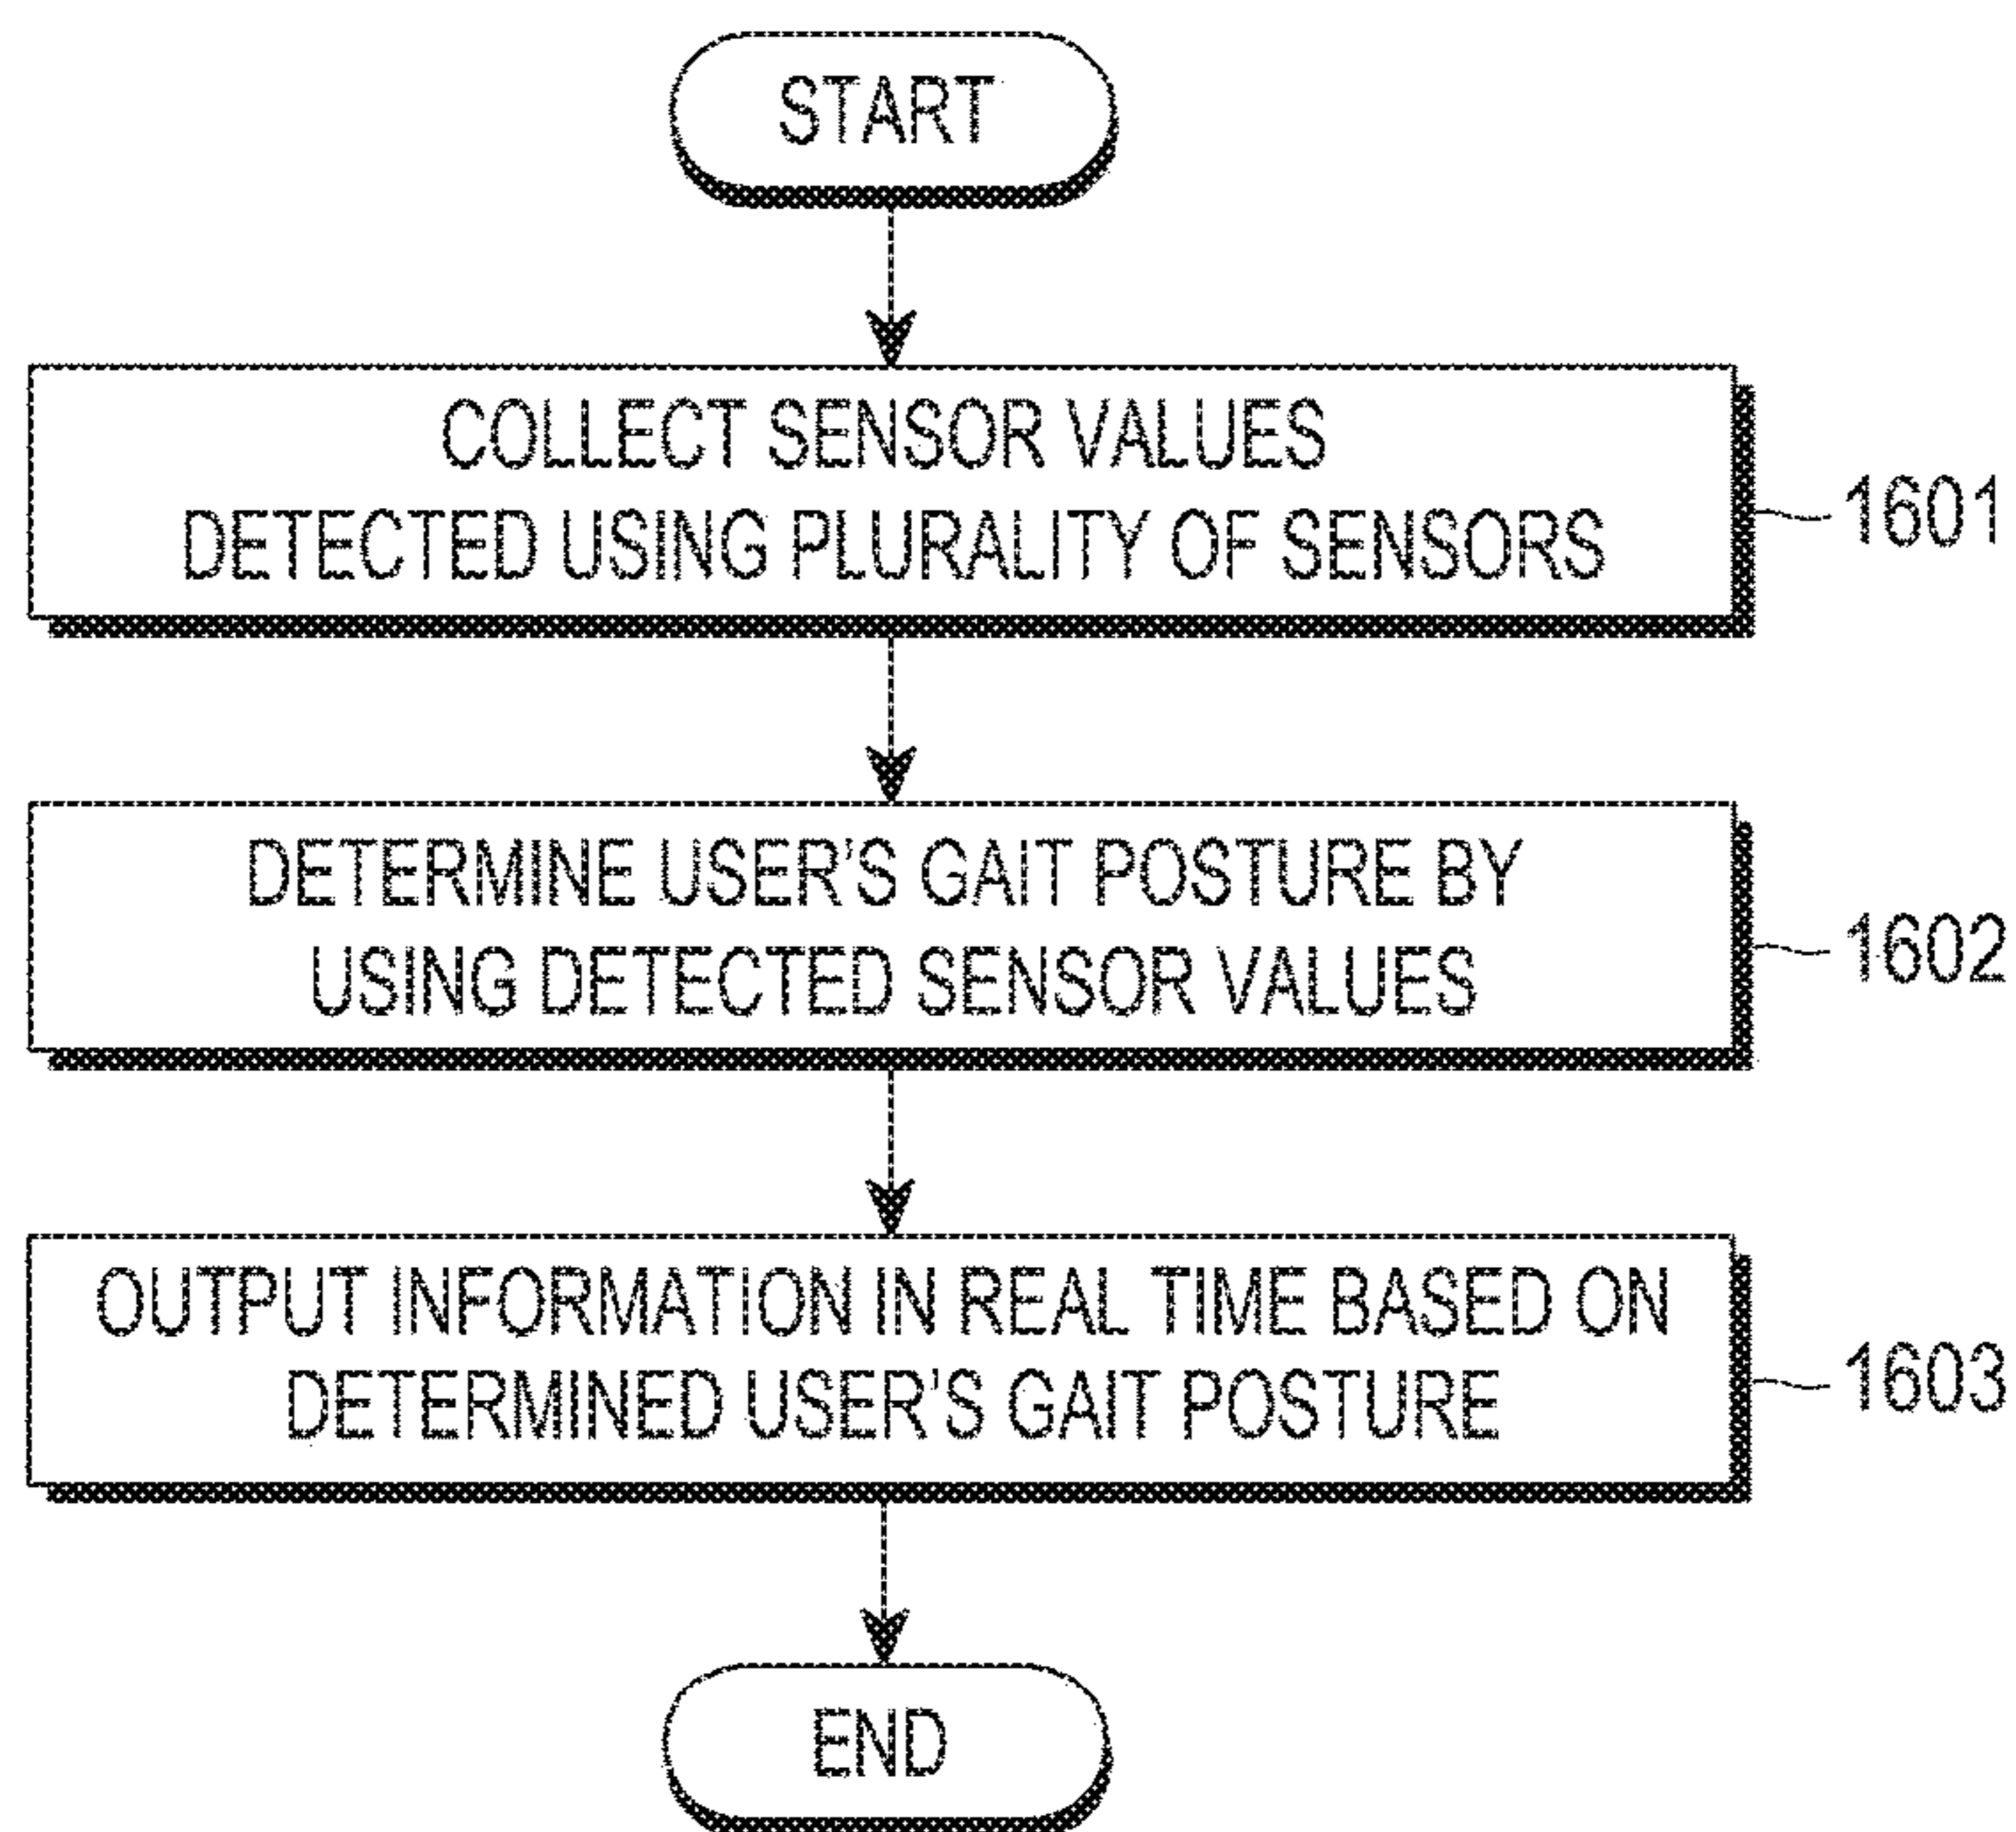 START
COLLECT SENSOR VALUES
DETECTED USING PLURALITY OF SENSORS
1601
DETERMINE USER'S GAIT POSTURE BY
USING DETECTED SENSOR VALUES
1602
OUTPUT INFORMATION IN REAL TIME BASED ON
DETERMINED USER'S GAIT POSTURE
1603
END